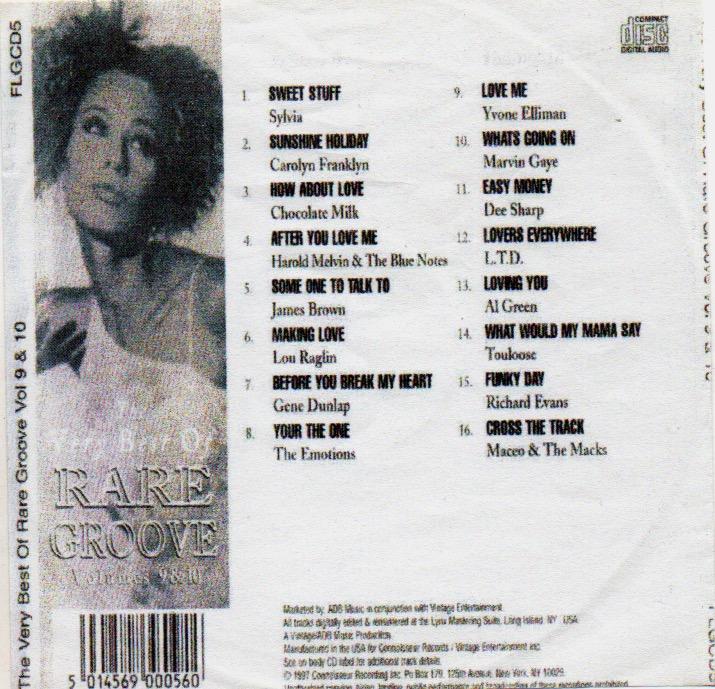 FLGCD5
The Very Best Of Rare Groove Vol 9 & 10
COMPACT
disc
DIGITAL AUDIO
1. SWEET STUFF
Sylvia
2. SUNSHINE HOLIDAY
Carolyn Franklyn
3. HOW ABOUT LOVE
Chocolate Milk
4. AFTER YOU LOVE ME
Harold Melvin & The Blue Notes
5. SOME ONE TO TALK TO
James Brown
6. MAKING LOVE
Lou Raglin
7. BEFORE YOU BREAK MY HEART
Gene Dunlap
8. YOUR THE ONE
The Emotions
9. LOVE ME
Yvone Elliman
10. WHATS GOING ON
Marvin Gaye
11. EASY MONEY
Dee Sharp
12. LOVERS EVERYWHERE
L.T.D.
13. LOVING YOU
Al Green
14. WHAT WOULD MY MAMA SAY
Touloose
15. FUNKY DAY
Richard Evans
16. CROSS THE TRACK
Maceo & The Macks
The
Very Best Of
RARE
GROOVE
Volumes 9&10
5 014569 000560
Marketed by ADB Music in conjunction with Vintage Entertainment
All tracks digitally edited & remastered at the Lynx Mastering Suite, Long Island NY USA
A Vintage/ADB Music Production
Manufactured in the USA for Connoisseur Records / Vintage Entertainment inc.
See on body CD label for additional track details.
© 1997 Connoisseur Recording Inc. Po Box 179, 125th Avenue, New York, NY 10029.